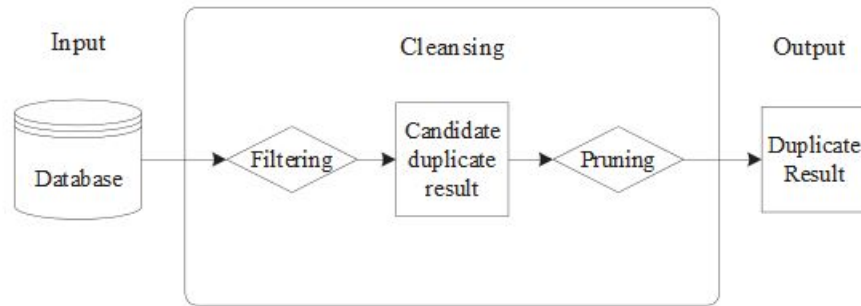 Input
Cleansing
Output
Database
Filtering
Candidate
duplicate
result
Pruning
Duplicate
Result